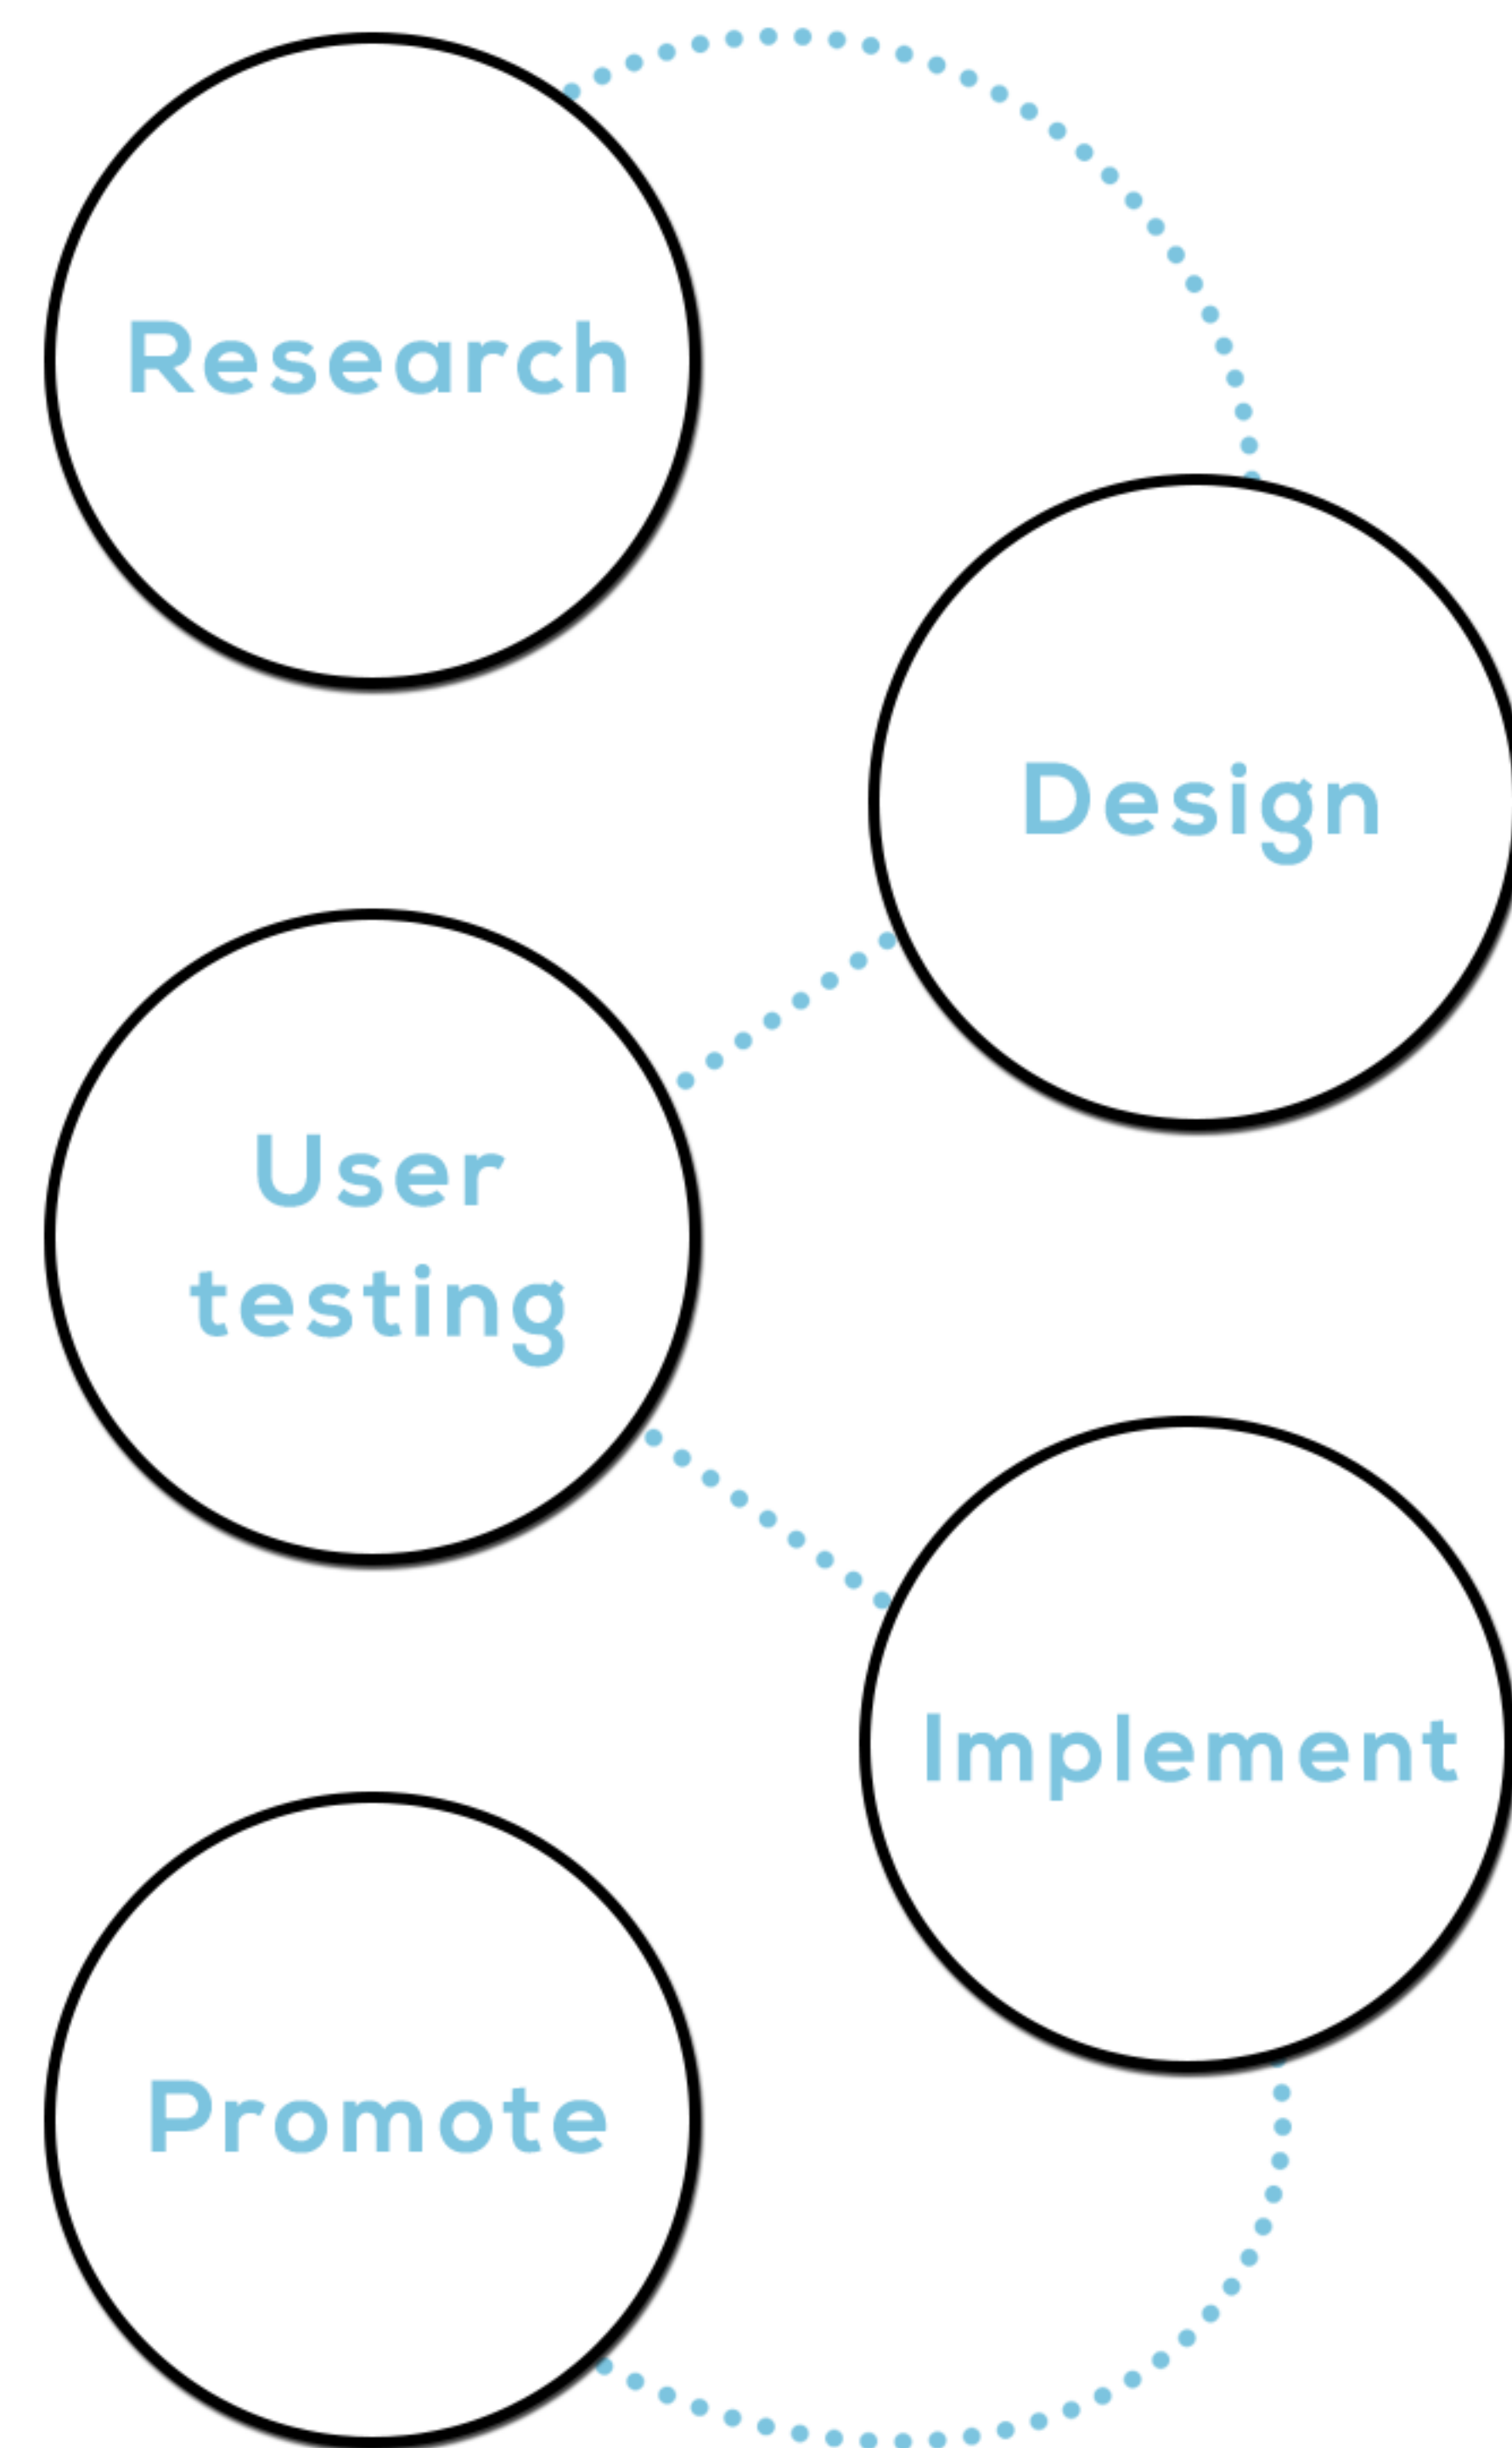 Research
Design
User
testing
Implement
Promote